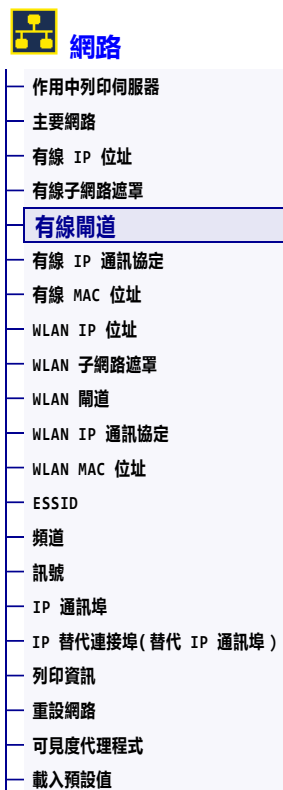 網路
作用中列印伺服器
主要網路
有線 IP 位址
有線子網路遮罩
有線閘道
有線 IP 通訊協定
有線 MAC 位址
WLAN IP 位址
WLAN 子網路遮罩
WLAN 閘道
WLAN IP 通訊協定
WLAN MAC 位址
ESSID
頻道
訊號
IP 通訊埠
IP 替代連接埠(替代 IP 通訊埠)
列印資訊
重設網路
可見度代理程式
載入預設值